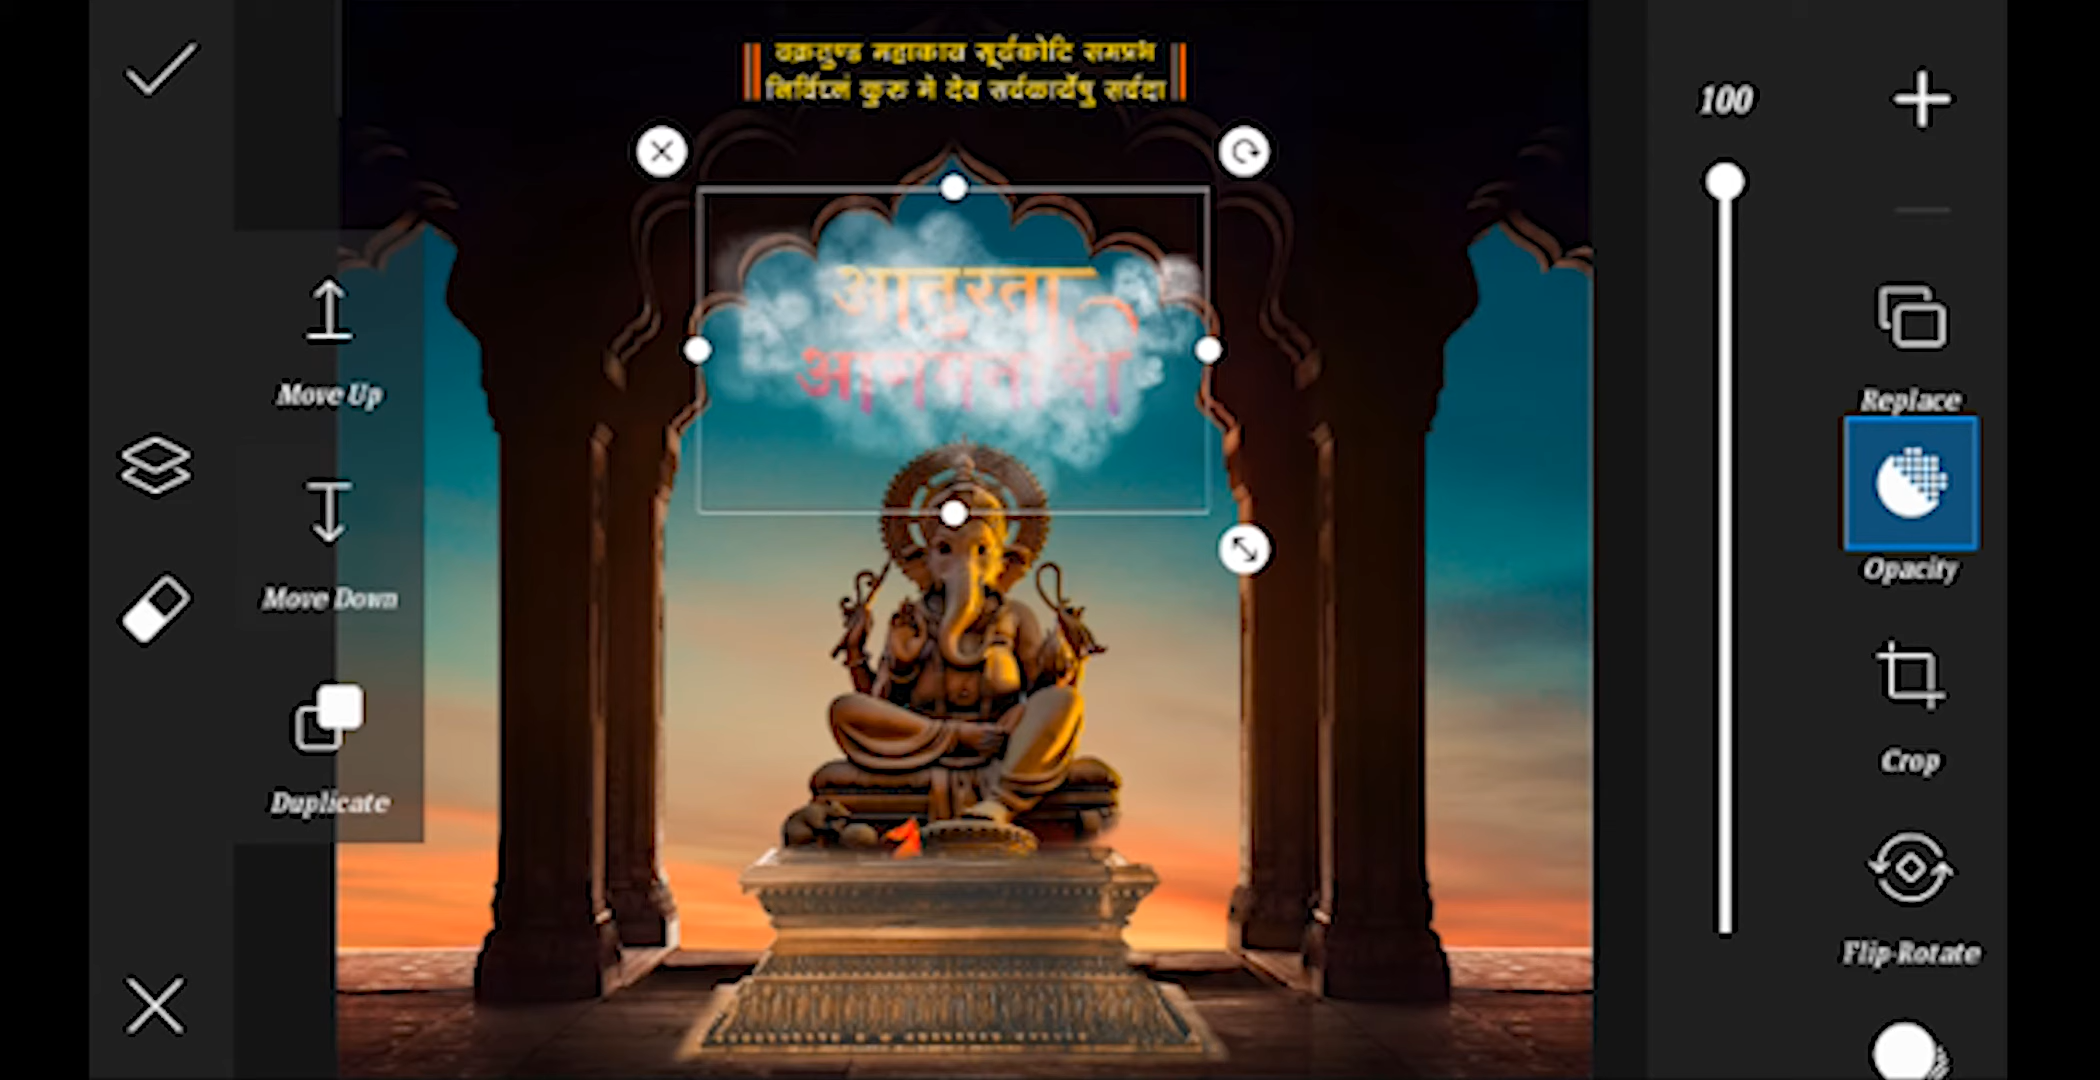 वक्रतुण्ड महाकाय सूर्यकोटि समप्रभ
निर्विघ्नं कुरु मे देव सर्वकार्येषु सर्वदा
100
आतुरता
Move Up
Replace
Move Down
Opacity
Crop
Duplicate
Flip-Rotate